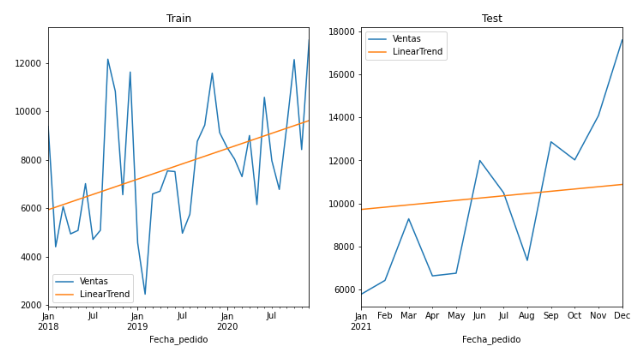 Train
12000
10000
8000
6000
4000
2000
Ventas
LinearTrend
Jan
2018
Jul
Jan
2019
Jul
Jan
2020
Jul
Fecha_pedido
Test
18000
16000
14000
12000
10000
8000
6000
Ventas
LinearTrend
Jan Feb Mar Apr May Jun Jul Aug Sep Oct Nov Dec
2021
Fecha_pedido